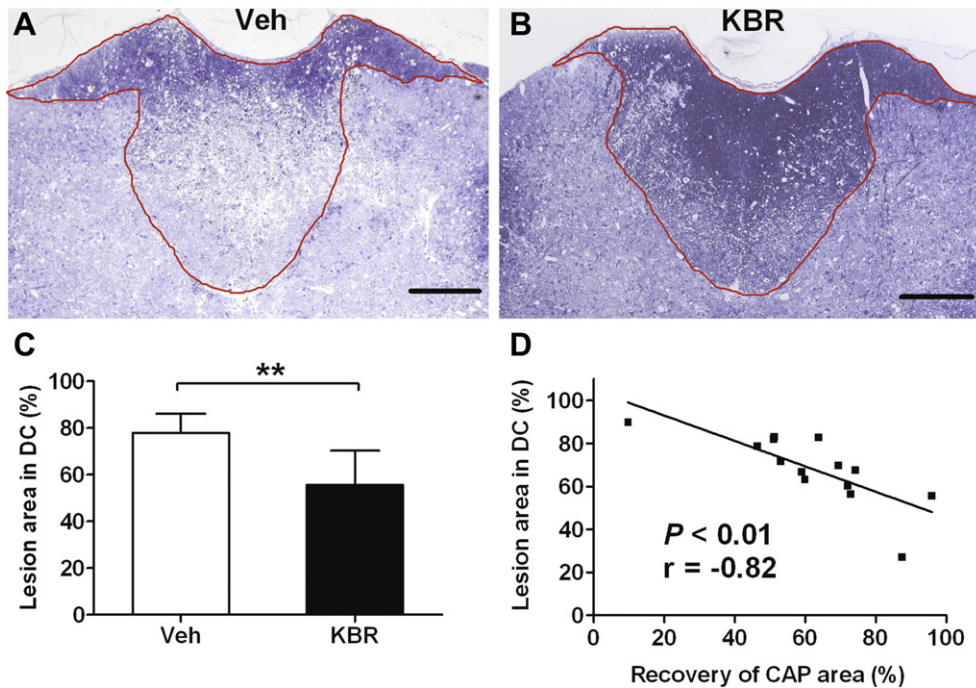 A
Veh
B
KBR
C
Lesion area in DC (%)
100
80
60
40
20
0
**
Veh
KBR
D
Lesion area in DC (%)
100
80
60
40
20
0
P < 0.01
r = -0.82
0
20
40
60
80
100
Recovery of CAP area (%)